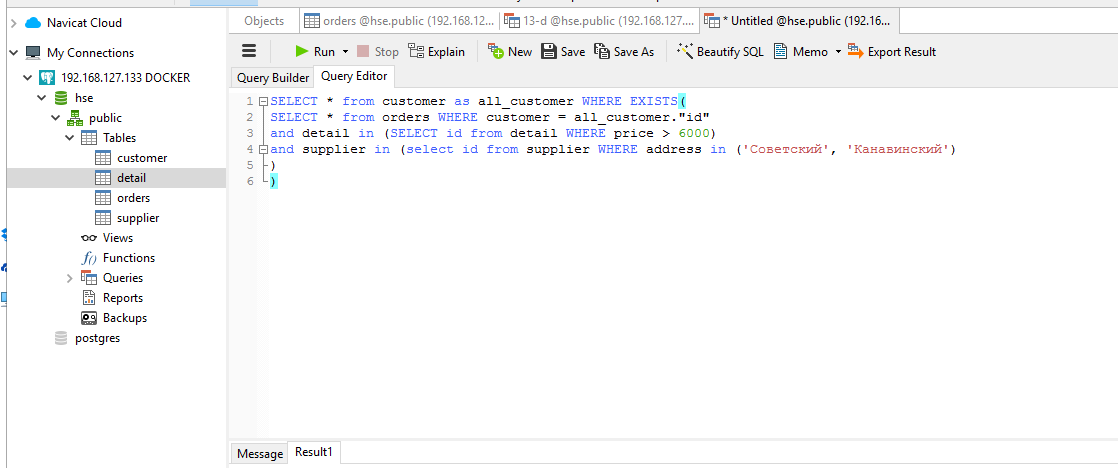 Navicat Cloud
My Connections
192.168.127.133 DOCKER
hse
public
Tables
customer
detail
orders
supplier
Views
Functions
Queries
Reports
Backups
postgres
Objects
orders @hse.public (192.168.12...
13-d @hse.public (192.168.127....
* Untitled @hse.public (192.16...
Run
Stop
Explain
New
Save
Save As
Beautify SQL
Memo
Export Result
Query Builder
Query Editor
1 SELECT * from customer as all_customer WHERE EXISTS(
2 SELECT * from orders WHERE customer = all_customer."id"
3 and detail in (SELECT id from detail WHERE price > 6000)
4 and supplier in (select id from supplier WHERE address in ('Советский', 'Канавинский')
5 )
6 )
Message
Result1